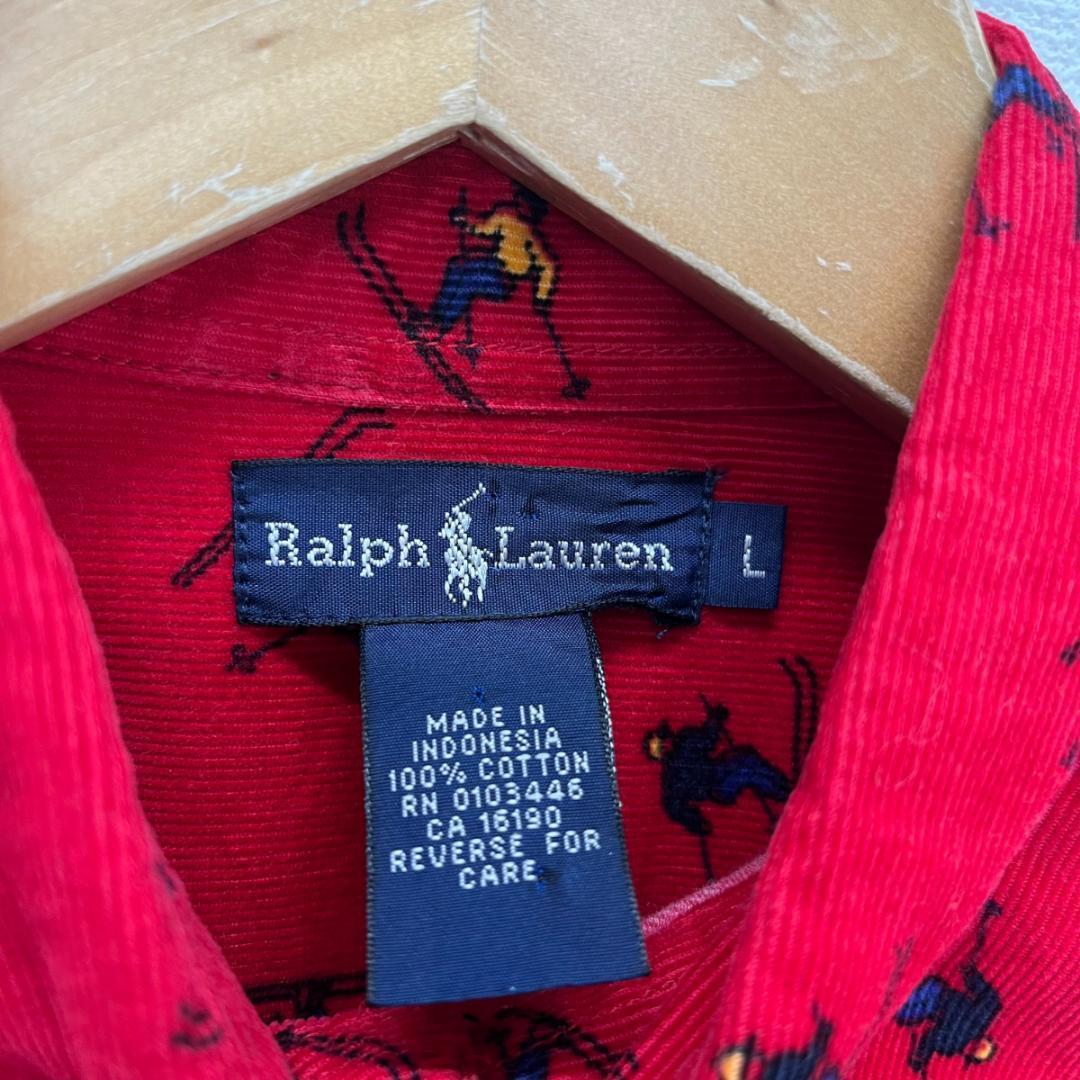 Ralph Lauren
L
MADE IN
INDONESIA
100% COTTON
RN 0103446
CA 16190
REVERSE FOR
CARE